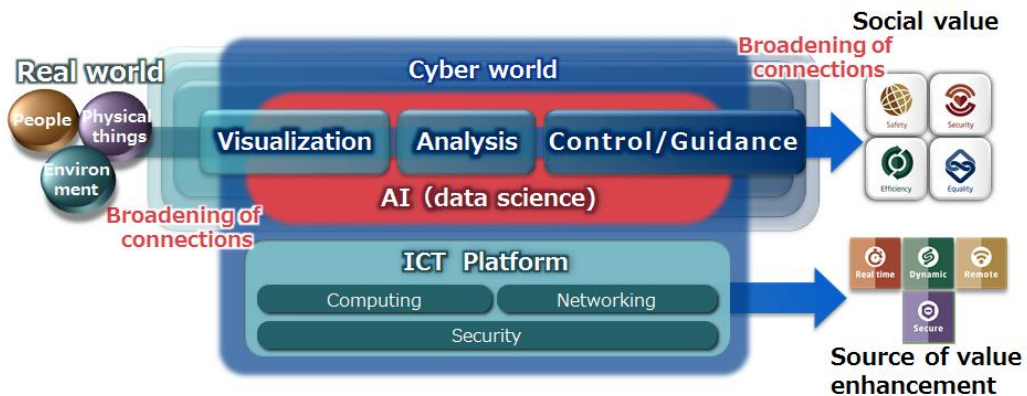 Social value
Broadening of
connections
Real world
Cyber world
People
Physical
things
Environ
ment
Visualization
Analysis
Control/Guidance
AI (data science)
Safety
Security
Efficiency
Equality
Broadening of
connections
ICT Platform
Computing
Networking
Security
Real time
Dynamic
Remote
Secure
Source of value
enhancement